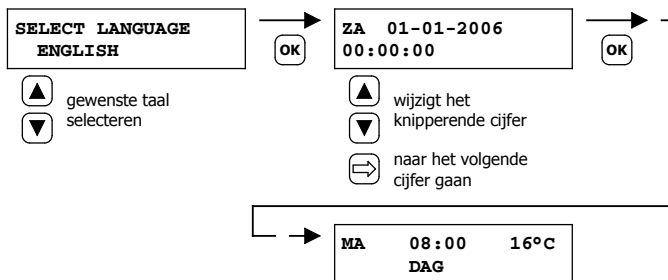 SELECT LANGUAGE
ENGLISH
OK
ZA 01-01-2006
00:00:00
OK
gewenste taal
selecteren
wijzigt het
knipperende cijfer
naar het volgende
cijfer gaan
MA 08:00 16ºC
DAG